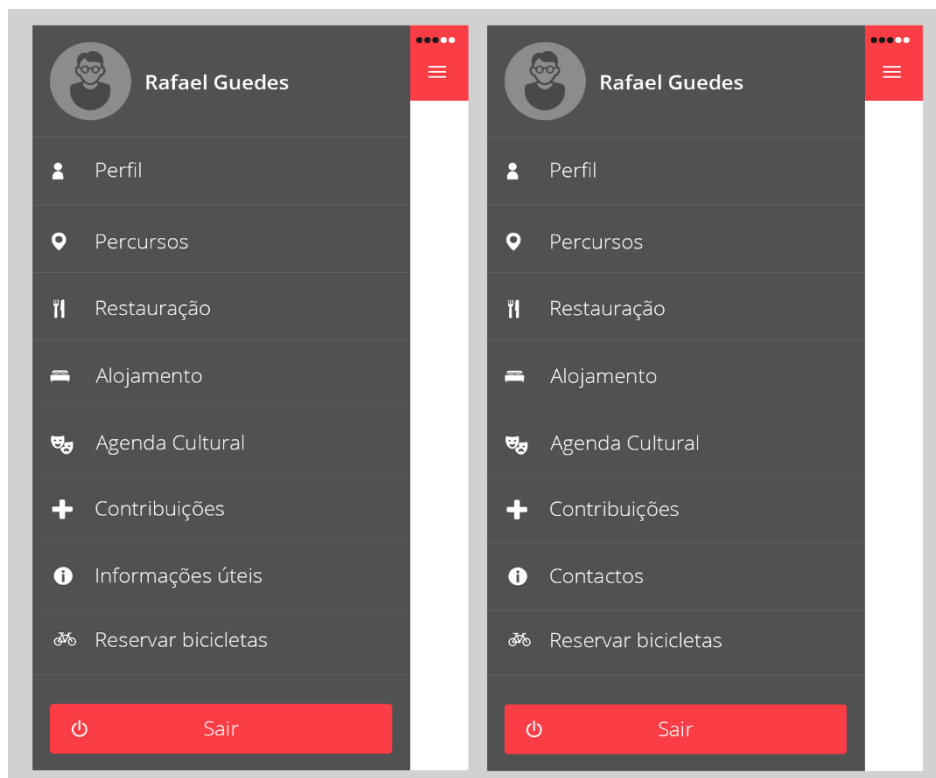 Rafael Guedes
Perfil
Percursos
Restauração
Alojamento
Agenda Cultural
Contribuições
Informações úteis
Reservar bicicletas
Sair
Rafael Guedes
Perfil
Percursos
Restauração
Alojamento
Agenda Cultural
Contribuições
Contactos
Reservar bicicletas
Sair